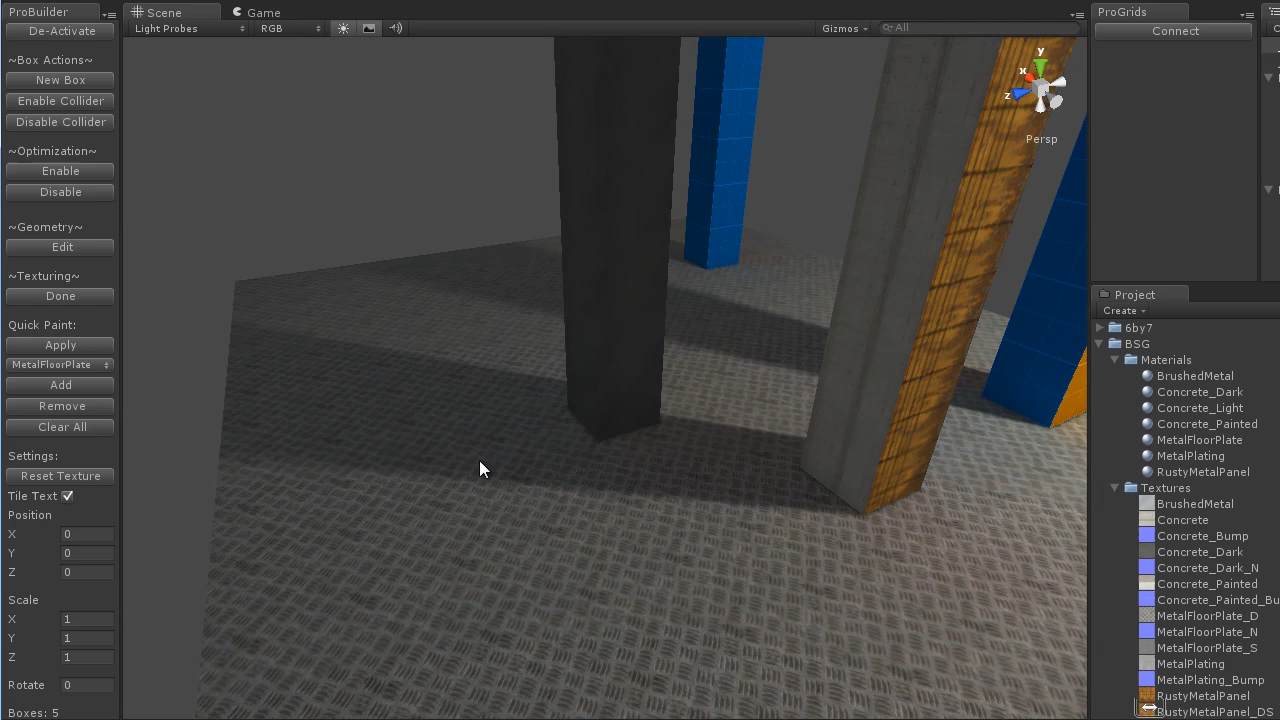 ProBuilder
De-Activate
~Box Actions~
New Box
Enable Collider
Disable Collider
~Optimization~
Enable
Disable
~Geometry~
Edit
~Texturing~
Done
Quick Paint:
Apply
MetalFloorPlate
Add
Remove
Clear All
Settings:
Reset Texture
Tile Text
Position
X 0
Y 0
Z 0
Scale
X 1
Y 1
Z 1
Rotate 0
Boxes: 5
Scene Game
Light Probes RGB Gizmos All
y
x
z
Persp
ProGrids
Connect
Project
Create
6by7
BSG
Materials
BrushedMetal
Concrete_Dark
Concrete_Light
Concrete_Painted
MetalFloorPlate
MetalPlating
RustyMetalPanel
Textures
BrushedMetal
Concrete
Concrete_Bump
Concrete_Dark
Concrete_Dark_N
Concrete_Painted
Concrete_Painted_Bu
MetalFloorPlate_D
MetalFloorPlate_N
MetalFloorPlate_S
MetalPlating
MetalPlating_Bump
RustyMetalPanel
RustyMetalPanel_DS